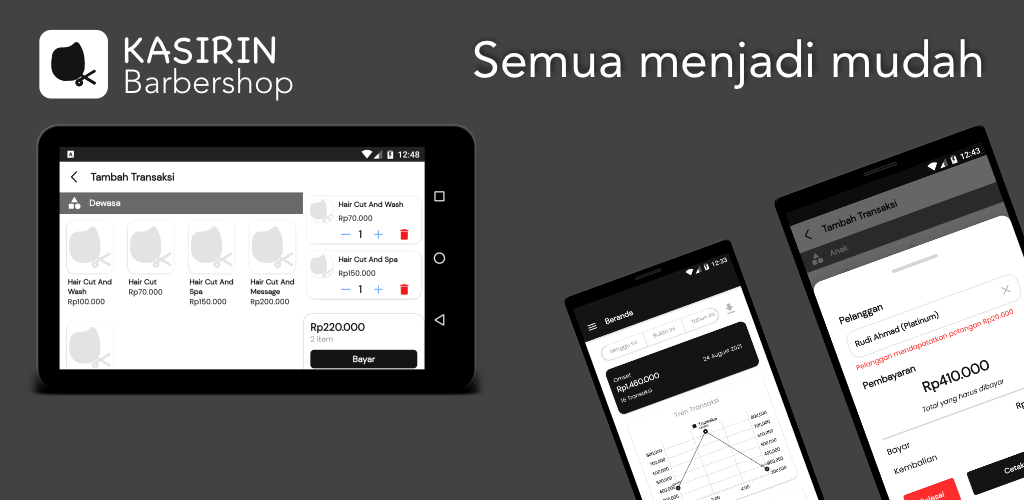 KASIRIN
Barbershop
Semua menjadi mudah
12:48
Tambah Transaksi
Dewasa
Hair Cut And Wash
Rp100.000
Hair Cut
Rp70.000
Hair Cut And Spa
Rp150.000
Hair Cut And Message
Rp200.000
Hair Cut And Wash
Rp70.000
1
Hair Cut And Spa
Rp150.000
1
Rp220.000
2 item
Bayar
12:33
Beranda
Minggu ini
Bulan ini
Tahun ini
Omset
24 August 2021
Rp1.460.000
16 Transaksi
Tren Transaksi
Transaksi
12:43
Tambah Transaksi
Anak
Pelanggan
Rudi Ahmad (Platinum)
Pelanggan mendapatatkan potongan Rp20.000
Pembayaran
Rp410.000
Total yang harus dibayar
Bayar
Rp
Kembalian
Cetak